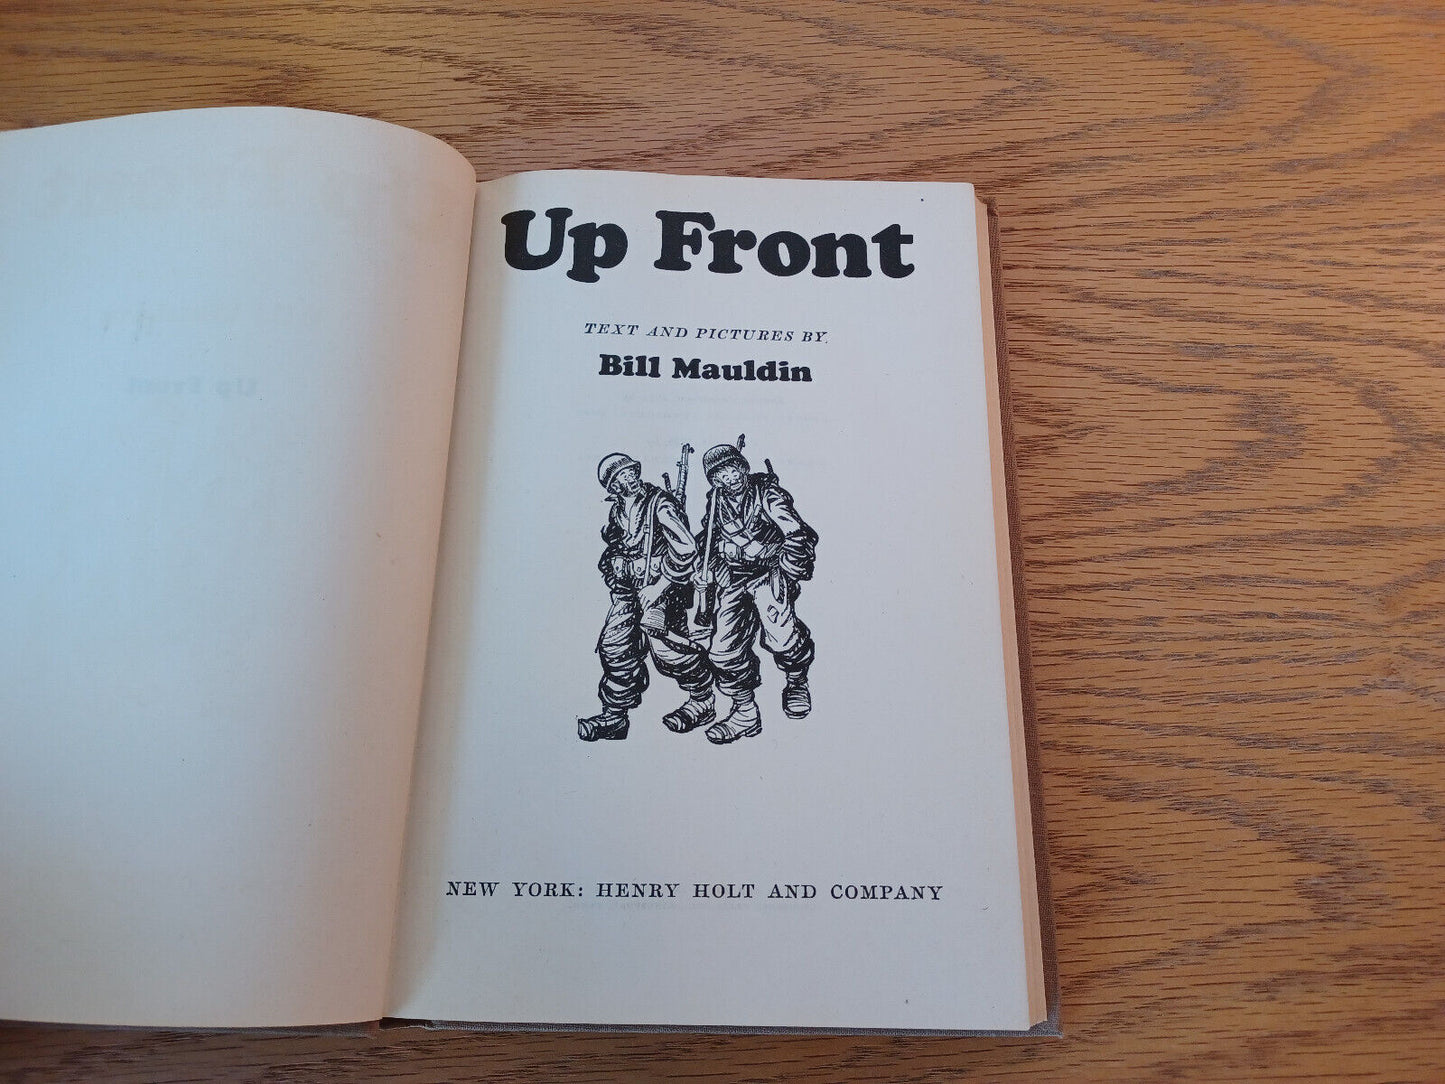 Up Front
TEXT AND PICTURES BY
Bill Mauldin
NEW YORK: HENRY HOLT AND COMPANY